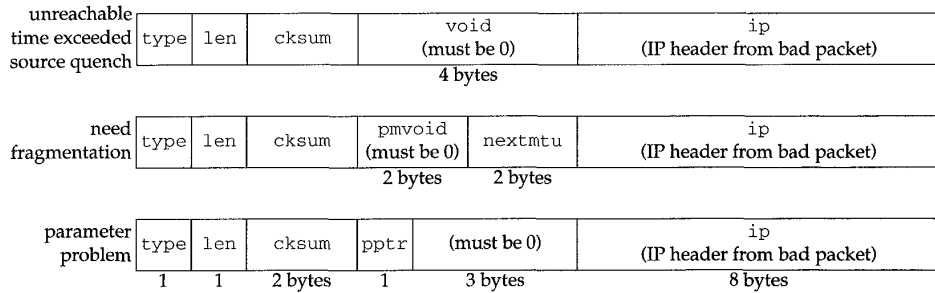 unreachable
time exceeded
source quench
type len cksum void ip
(must be 0) (IP header from bad packet)
4 bytes
need
fragmentation
type len cksum pmvoid nextmtu ip
(must be 0) (IP header from bad packet)
2 bytes 2 bytes
parameter
problem
type len cksum pptr (must be 0) ip
(IP header from bad packet)
1 1 2 bytes 1 3 bytes 8 bytes